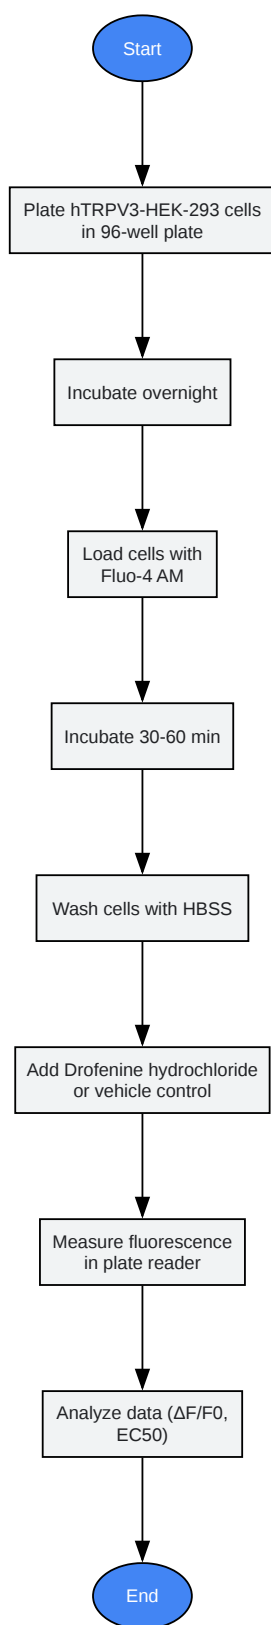 Start
Plate hTRPV3-HEK-293 cells
in 96-well plate
Incubate overnight
Load cells with
Fluo-4 AM
Incubate 30-60 min
Wash cells with HBSS
Add Drofenine hydrochloride
or vehicle control
Measure fluorescence
in plate reader
Analyze data (ΔF/F0,
EC50)
End